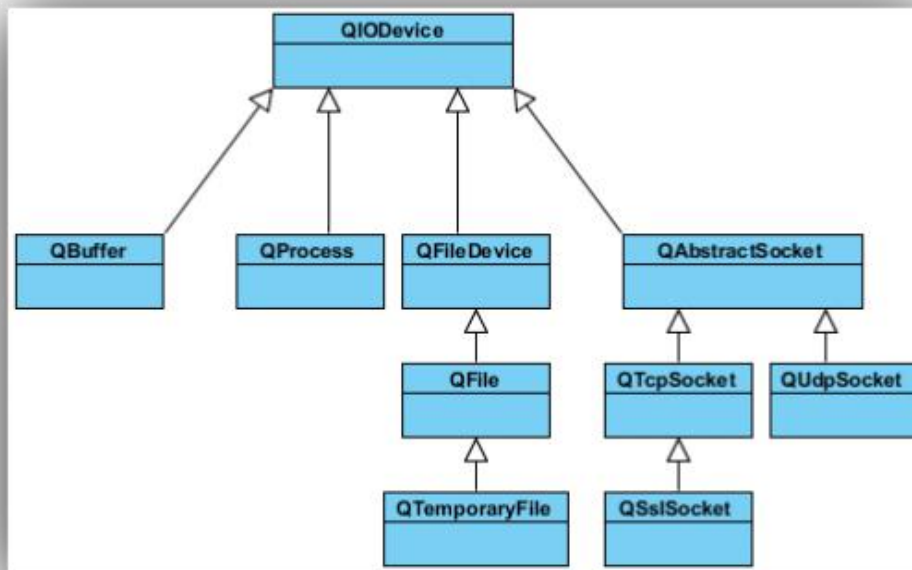 QIODevice
QBuffer
QProcess
QFileDevice
QAbstractSocket
QFile
QTcpSocket
QUdpSocket
QTemporaryFile
QSslSocket